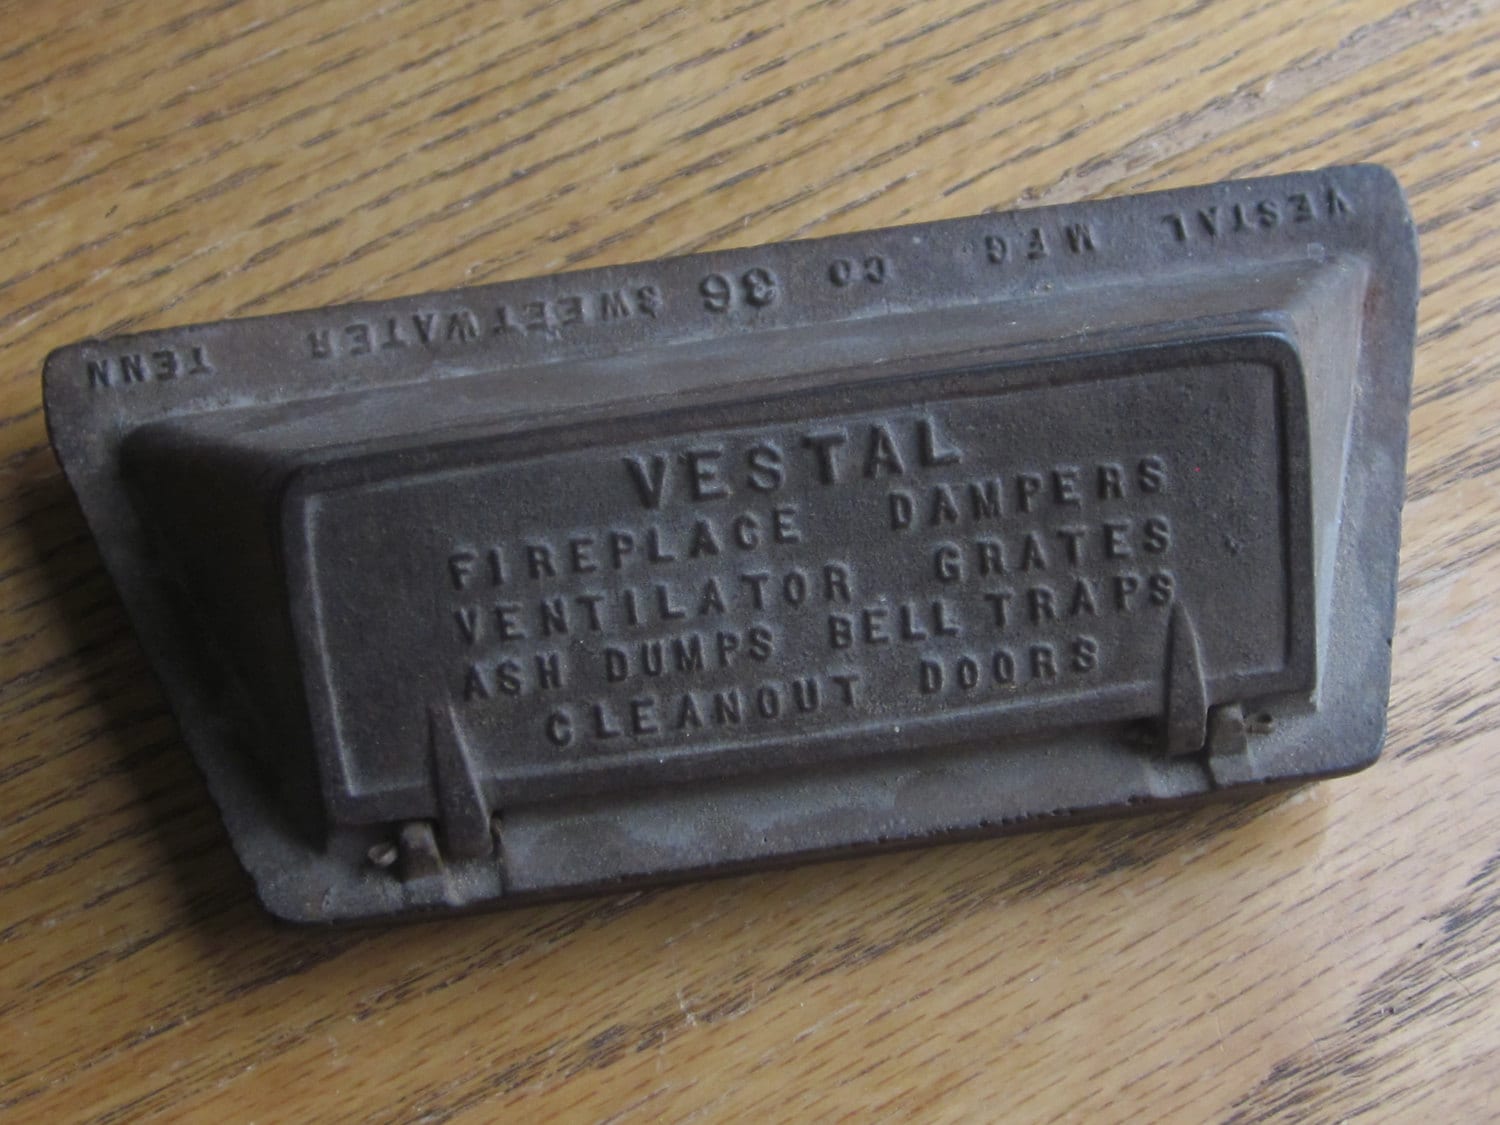 VESTAL MFG. CO 36 SWEETWATER TENN
VESTAL
FIREPLACE DAMPERS
VENTILATOR GRATES
ASH DUMPS BELL TRAPS
CLEANOUT DOORS